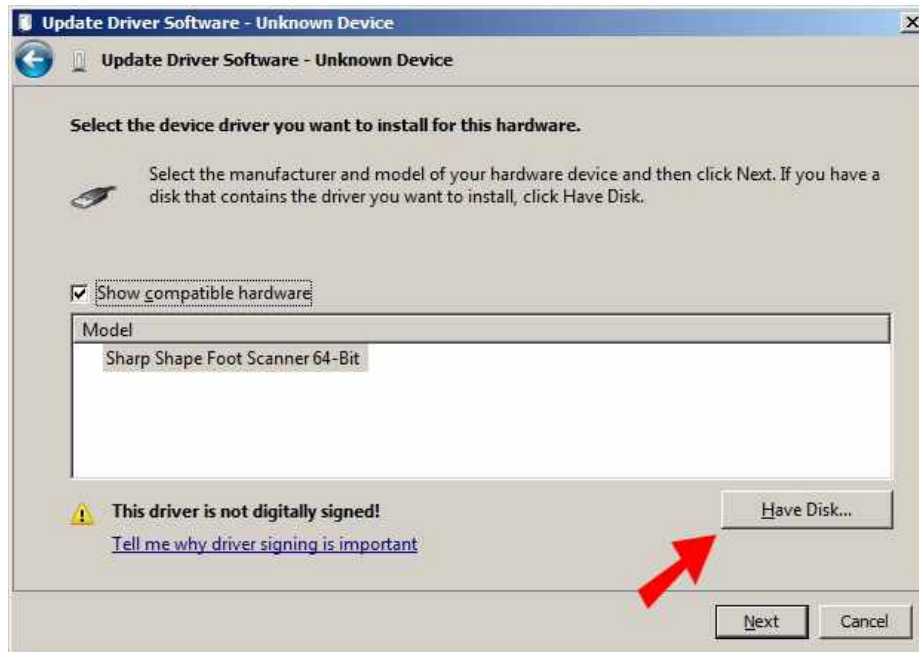 Update Driver Software - Unknown Device
Update Driver Software - Unknown Device
Select the device driver you want to install for this hardware.
Select the manufacturer and model of your hardware device and then click Next. If you have a
disk that contains the driver you want to install, click Have Disk.
Show compatible hardware
Model
Sharp Shape Foot Scanner 64-Bit
This driver is not digitally signed!
Have Disk...
Tell me why driver signing is important
Next
Cancel